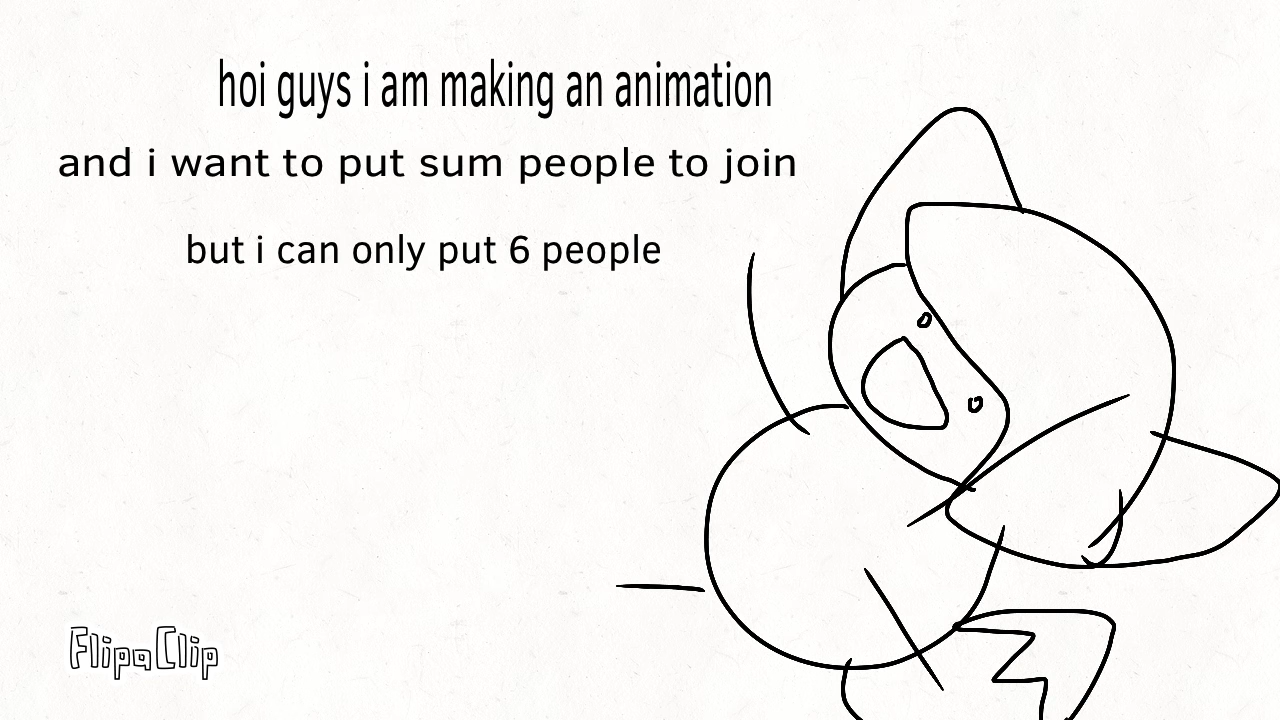 hoi guys i am making an animation
and i want to put sum people to join
but i can only put 6 people
FlipaClip